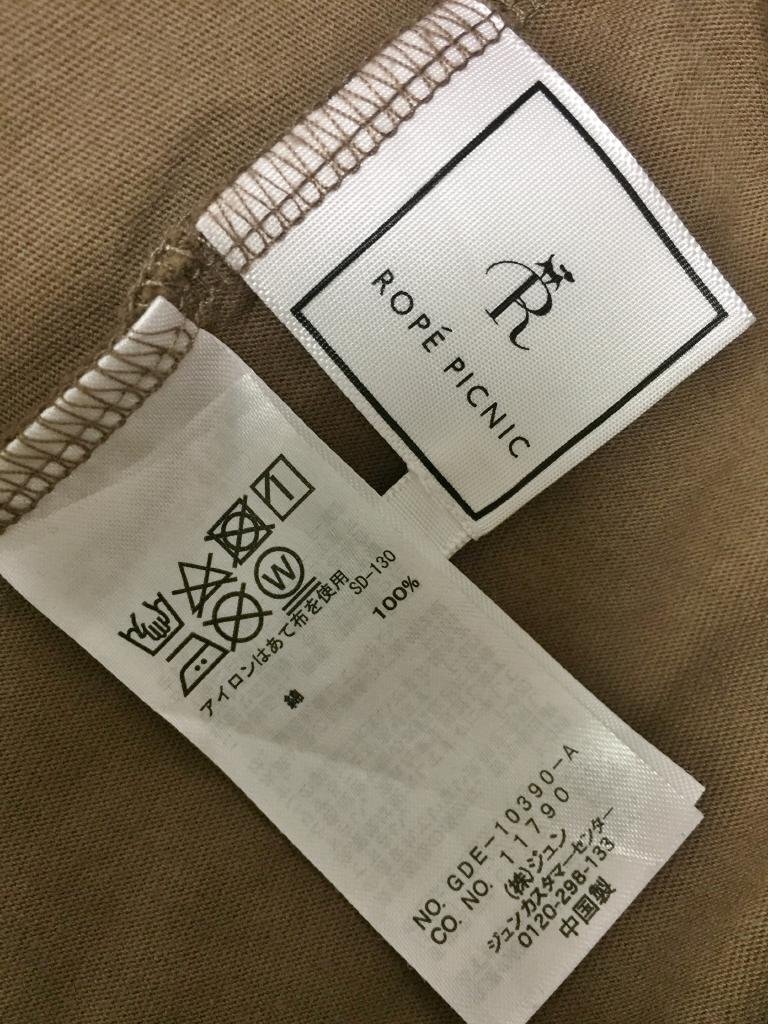 R
ROPÉ PICNIC
W
アイロンはあて布を使用
SD-130
綿 100%
NO. GDE-10390-A
CO. NO. 11790
(株)ジュン
ジュンカスタマーセンター
0120-298-133
中国製